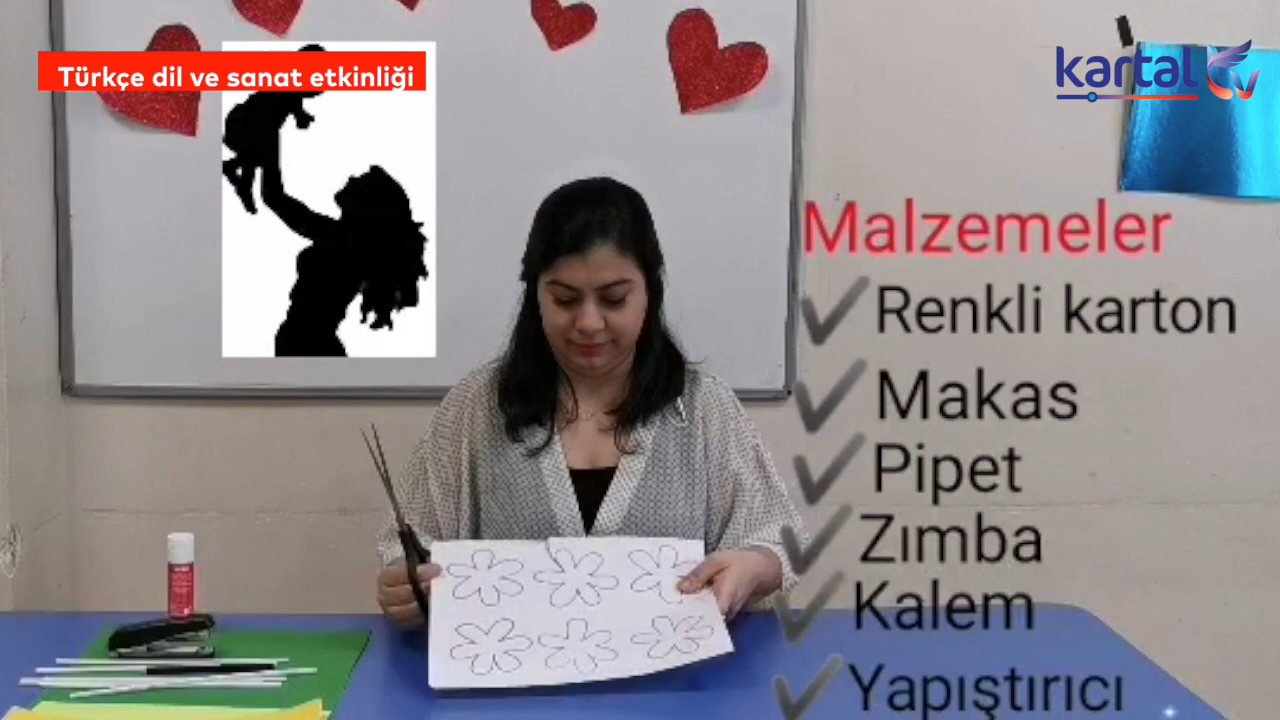 Türkçe dil ve sanat etkinliği
kartal
Malzemeler
Renkli karton
Makas
Pipet
Zımba
Kalem
Yapıştırıcı